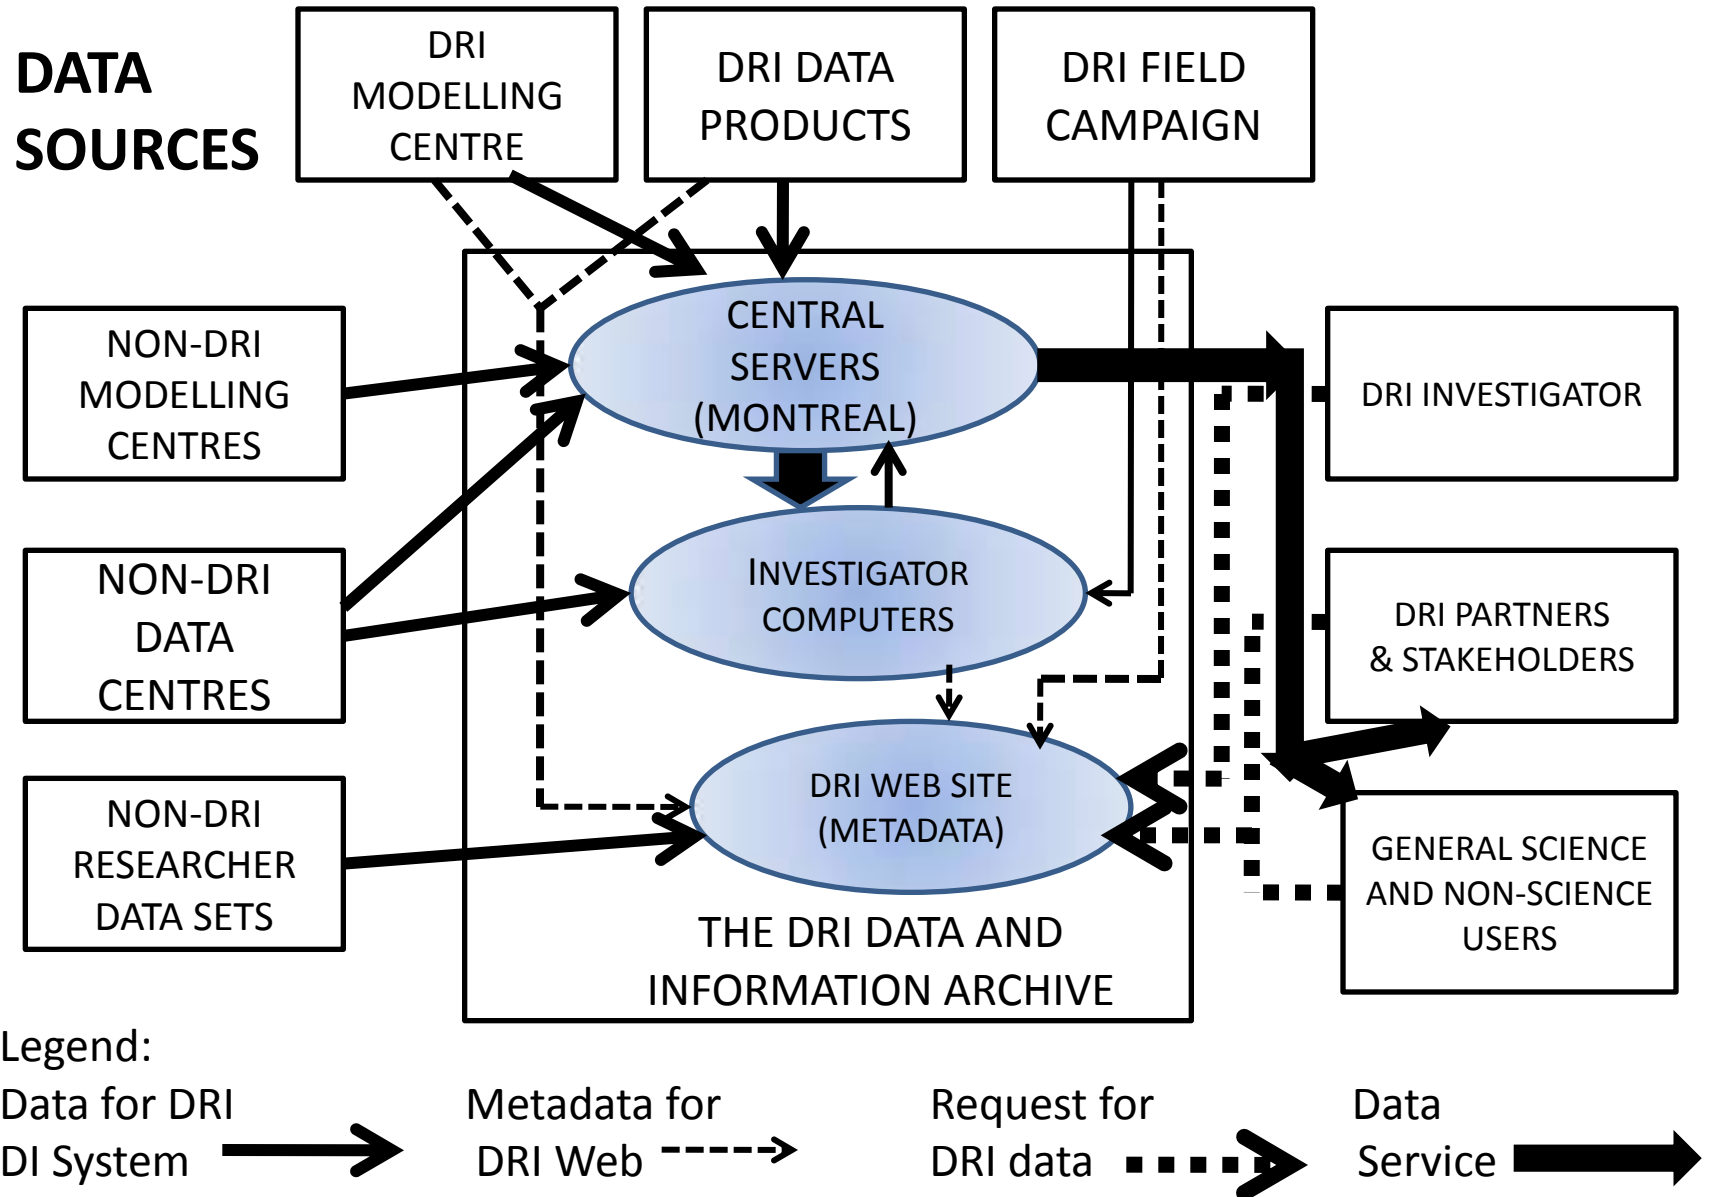 DATA
SOURCES
DRI
MODELLING
CENTRE
DRI DATA
PRODUCTS
DRI FIELD
CAMPAIGN
NON-DRI
MODELLING
CENTRES
NON-DRI
DATA
CENTRES
NON-DRI
RESEARCHER
DATA SETS
CENTRAL
SERVERS
(MONTREAL)
INVESTIGATOR
COMPUTERS
DRI WEB SITE
(METADATA)
THE DRI DATA AND
INFORMATION ARCHIVE
DRI INVESTIGATOR
DRI PARTNERS
& STAKEHOLDERS
GENERAL SCIENCE
AND NON-SCIENCE
USERS
Legend:
Data for DRI
DI System
Metadata for
DRI Web
Request for
DRI data
Data
Service